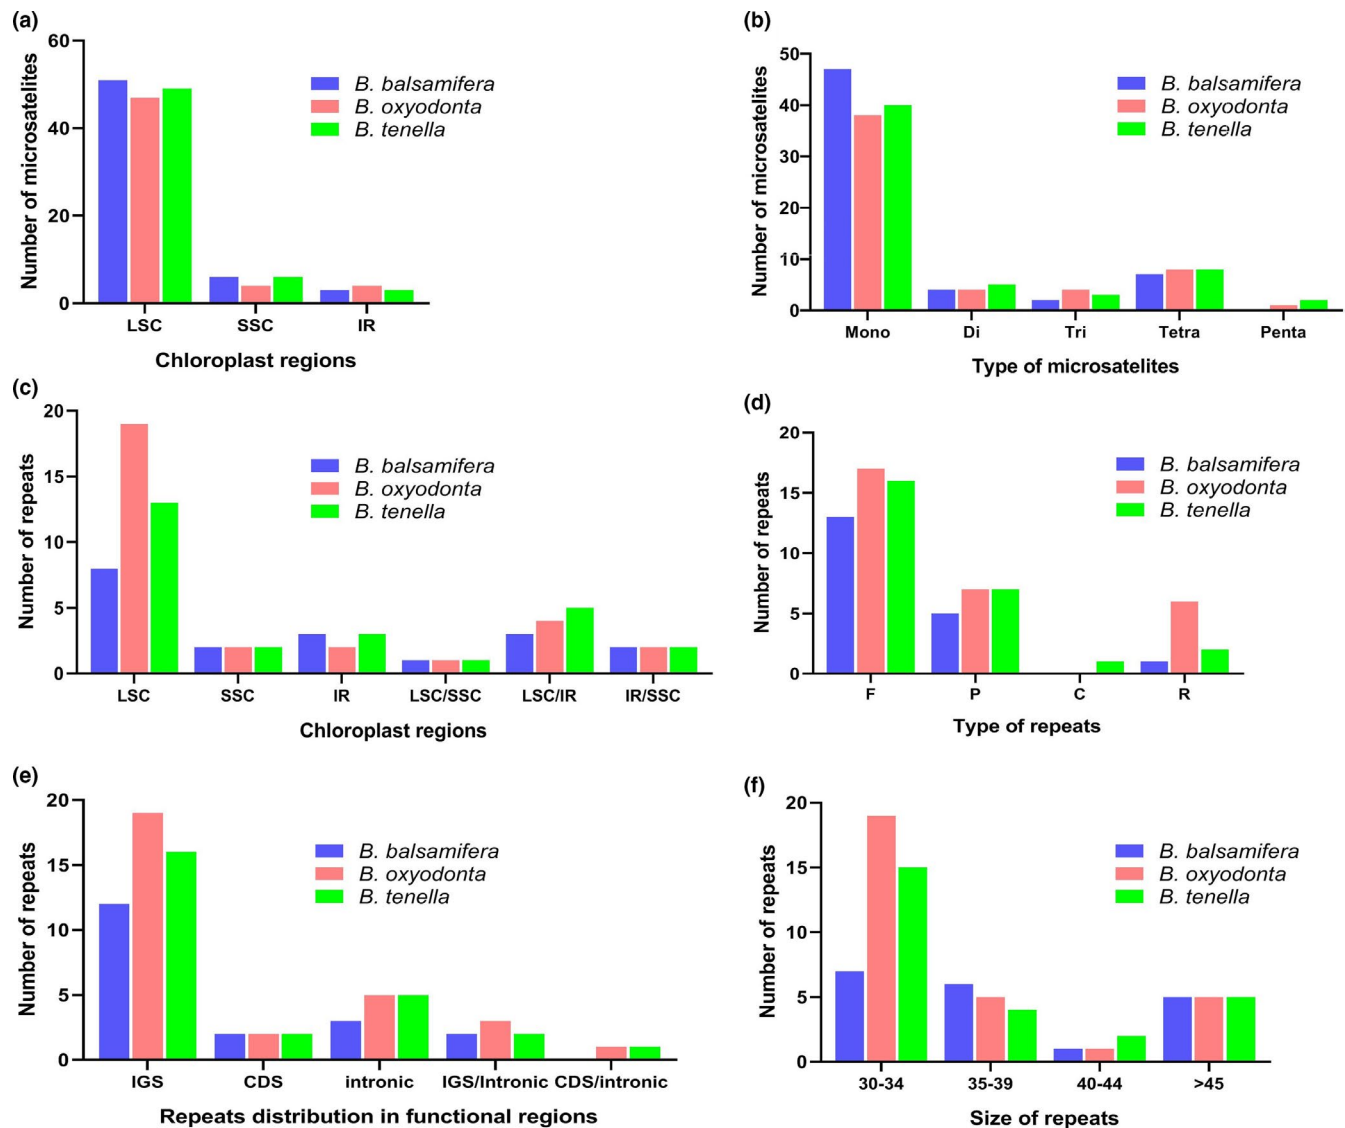 (a)
Number of microsatelites
60
40
20
0
B. balsamifera
B. oxyodonta
B. tenella
LSC SSC IR
Chloroplast regions
(b)
Number of microsatelites
50
40
30
20
10
0
B. balsamifera
B. oxyodonta
B. tenella
Mono Di Tri Tetra Penta
Type of microsatelites
(c)
Number of repeats
20
15
10
5
0
B. balsamifera
B. oxyodonta
B. tenella
LSC SSC IR LSC/SSC LSC/IR IR/SSC
Chloroplast regions
(d)
Number of repeats
20
15
10
5
0
B. balsamifera
B. oxyodonta
B. tenella
F P C R
Type of repeats
(e)
Number of repeats
20
15
10
5
0
B. balsamifera
B. oxyodonta
B. tenella
IGS CDS intronic IGS/Intronic CDS/intronic
Repeats distribution in functional regions
(f)
Number of repeats
20
15
10
5
0
B. balsamifera
B. oxyodonta
B. tenella
30-34 35-39 40-44 >45
Size of repeats